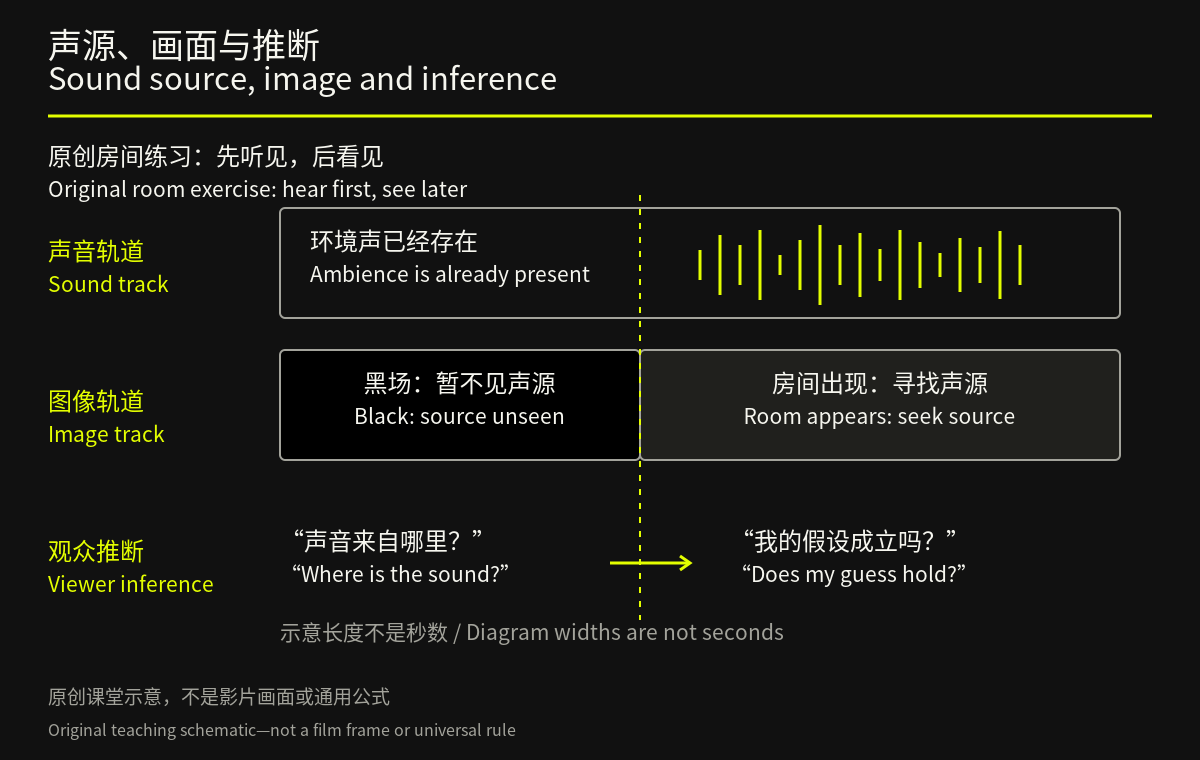 声源、画面与推断
Sound source, image and inference
原创房间练习：先听见，后看见
Original room exercise: hear first, see later
声音轨道
Sound track
环境声已经存在
Ambience is already present
图像轨道
Image track
黑场：暂不见声源
Black: source unseen
房间出现：寻找声源
Room appears: seek source
观众推断
Viewer inference
“声音来自哪里？”
“Where is the sound?”
“我的假设成立吗？”
“Does my guess hold?”
示意长度不是秒数 / Diagram widths are not seconds
原创课堂示意，不是影片画面或通用公式
Original teaching schematic—not a film frame or universal rule